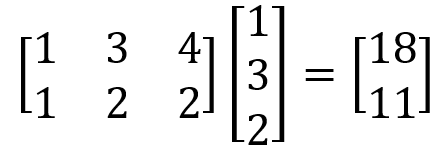 [1 3 4
1 2 2] [1
3
2] = [18
11]